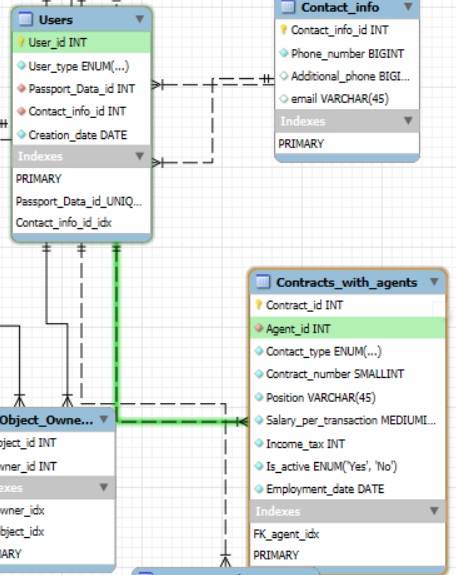 Users
User_id INT
User_type ENUM(...)
Passport_Data_id INT
Contact_info_id INT
Creation_date DATE
Indexes
PRIMARY
Passport_Data_id_UNIQ...
Contact_info_id_idx
Contact_info
Contact_info_id INT
Phone_number BIGINT
Additional_phone BIGI...
email VARCHAR(45)
Indexes
PRIMARY
Contracts_with_agents
Contract_id INT
Agent_id INT
Contact_type ENUM(...)
Contract_number SMALLINT
Position VARCHAR(45)
Salary_per_transaction MEDIUMI...
Income_tax INT
Is_active ENUM('Yes', 'No')
Employment_date DATE
Indexes
FK_agent_idx
PRIMARY
Object_Owne...
ject_id INT
wner_id INT
exes
wner_idx
bject_idx
MARY